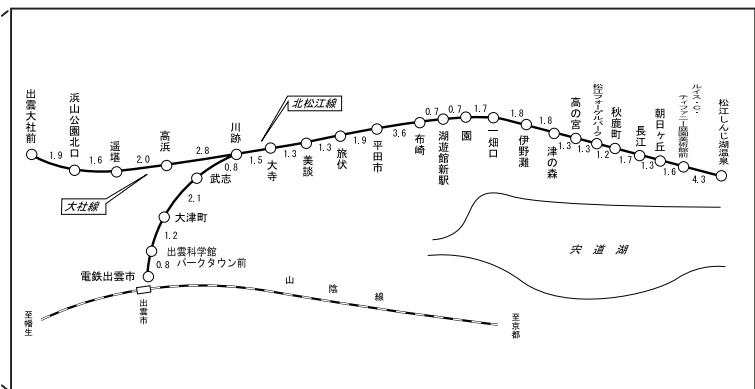 出雲大社前
1.9
浜山公園北口
1.6
遥堪
2.0
高浜
2.8
川跡
大社線
北松江線
1.5
大寺
1.3
美談
1.3
旅伏
1.9
平田市
3.6
布崎
0.7
湖遊館新駅
0.7
園
1.7
一畑口
1.8
伊野灘
1.8
津の森
1.3
高の宮
1.3
松江フォーゲルパーク
1.2
秋鹿町
1.7
長江
1.3
朝日ヶ丘
1.6
ルイス・C・
ティファニー庭園美術館前
4.3
松江しんじ湖温泉
0.8
武志
2.1
大津町
1.2
出雲科学館
パークタウン前
0.8
電鉄出雲市
出雲市
山陰線
至幡生
至京都
宍道湖